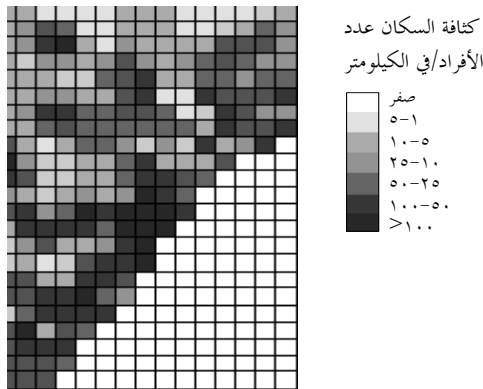 كثافة السكان عدد
الأفراد/في الكيلومتر
صفر
١-٥
٥-١٠
١٠-٢٥
٢٥-٥٠
٥٠-١٠٠
>١٠٠